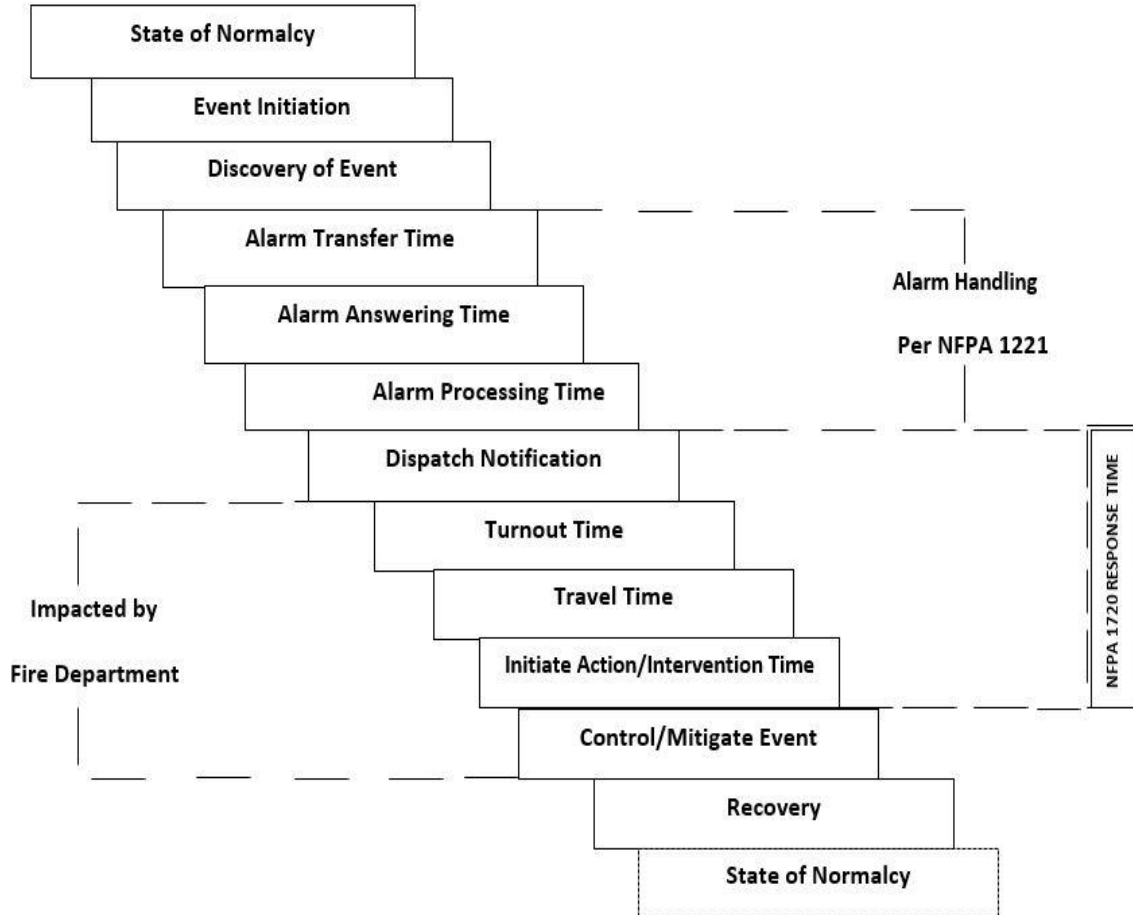 State of Normalcy
Event Initiation
Discovery of Event
Alarm Transfer Time
Alarm Answering Time
Alarm Processing Time
Dispatch Notification
Turnout Time
Travel Time
Initiate Action/Intervention Time
Control/Mitigate Event
Recovery
State of Normalcy
Alarm Handling
Per NFPA 1221
Impacted by
Fire Department
NFPA 1720 RESPONSE TIME